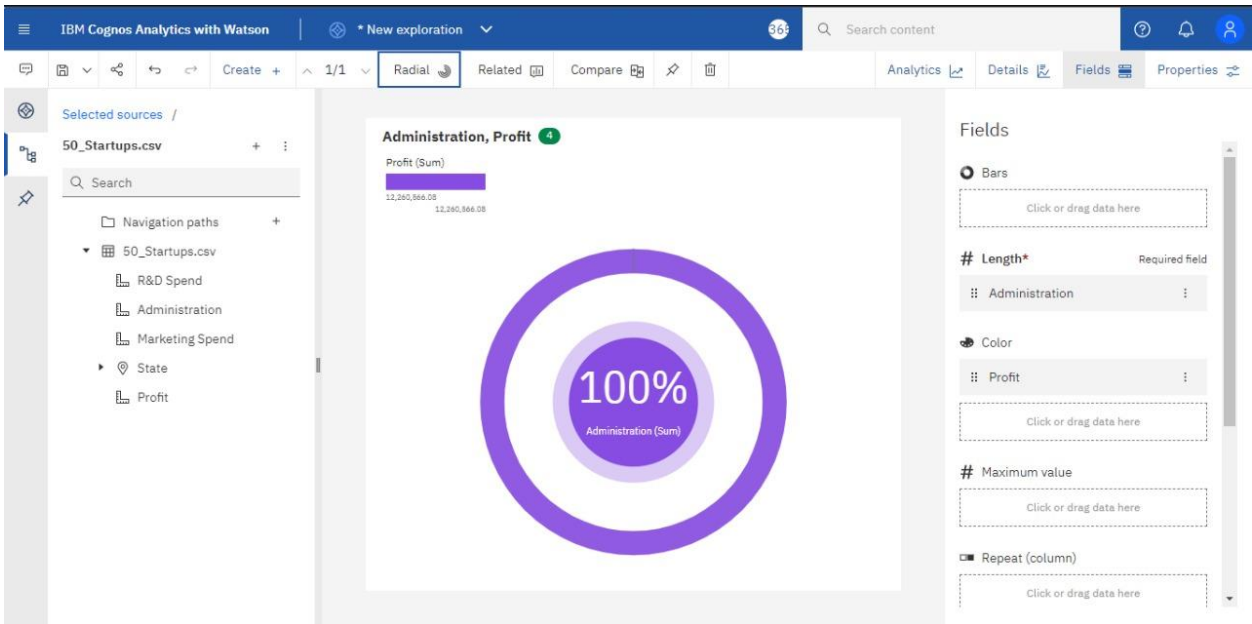 IBM Cognos Analytics with Watson
* New exploration
Search content
1/1
Create +
Radial
Related
Compare
Analytics
Details
Fields
Properties
Selected sources /
50_Startups.csv
Search
Navigation paths
50_Startups.csv
R&D Spend
Administration
Marketing Spend
State
Profit
Administration, Profit 4
Profit (Sum)
12,260,866.08
12,260,866.08
100%
Administration (Sum)
Fields
Bars
Click or drag data here
# Length* Required field
Administration
Color
Profit
Click or drag data here
# Maximum value
Click or drag data here
Repeat (column)
Click or drag data here